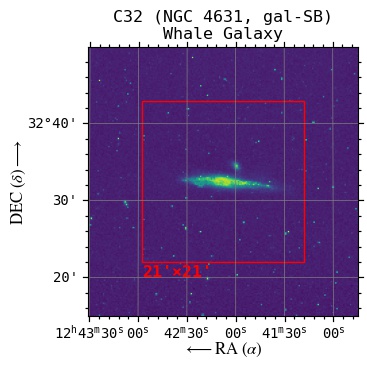 C32 (NGC 4631, gal-SB)
Whale Galaxy
DEC (δ) ⟶
32°40'
30'
20'
21'×21'
12ʰ43ᵐ30ˢ 00ˢ 42ᵐ30ˢ 00ˢ 41ᵐ30ˢ 00ˢ
⟵ RA (α)